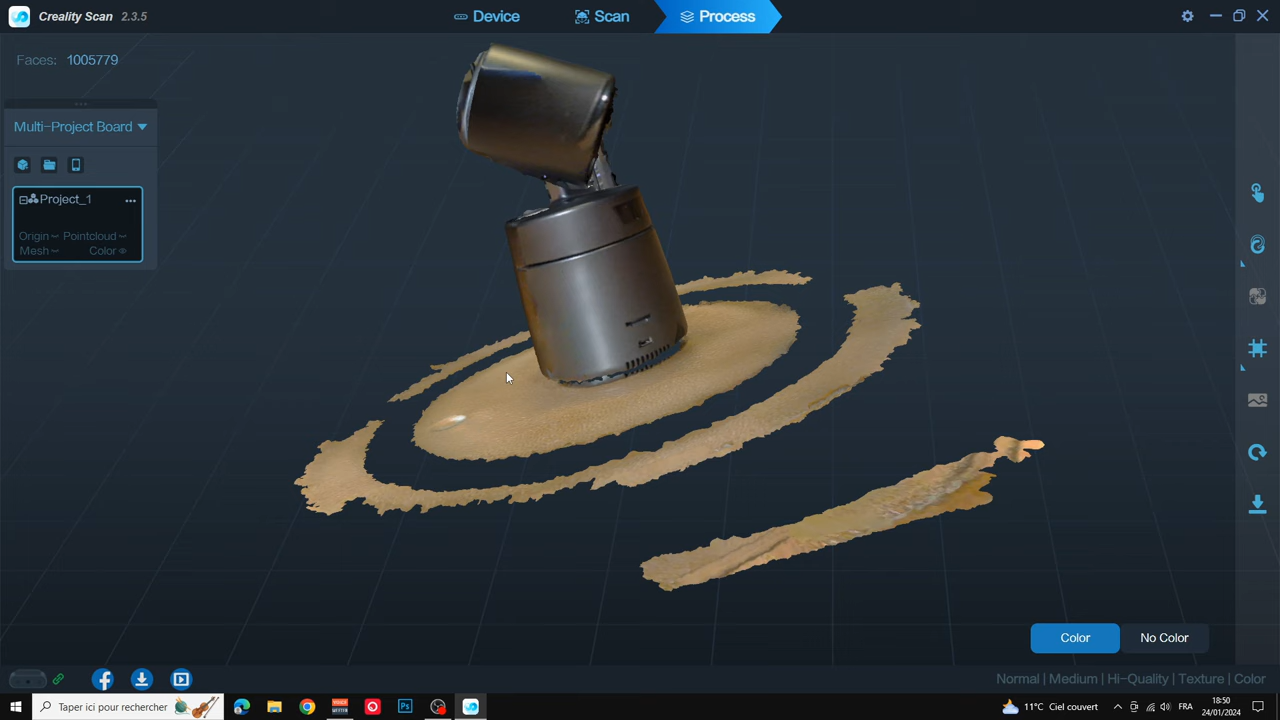 Creality Scan 2.3.5
Device
Scan
Process
Faces: 1005779
Multi-Project Board
Project_1
Origin
Pointcloud
Mesh
Color
Color
No Color
Normal | Medium | Hi-Quality | Texture | Color
Taper ici pour rechercher
Ps
11°C Ciel couvert
FRA
18:50
24/01/2024